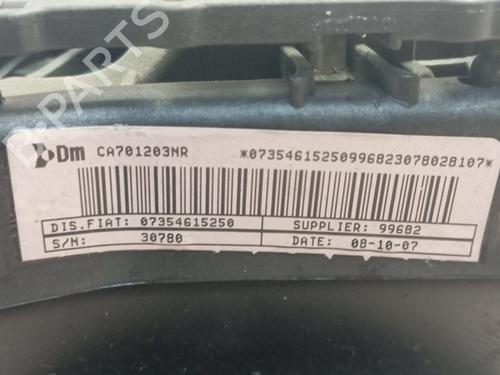 B-PARTS
Dm CA701203NR *07354615250996823078028107*
DIS.FIAT: 07354615250 SUPPLIER: 99682
S/N: 30780 DATE: 08-10-07